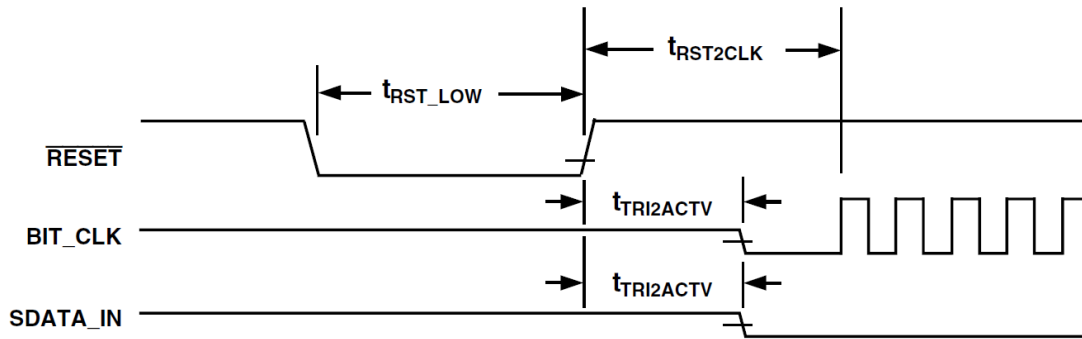 tRST2CLK
tRST_LOW
RESET
tTRI2ACTV
BIT_CLK
tTRI2ACTV
SDATA_IN